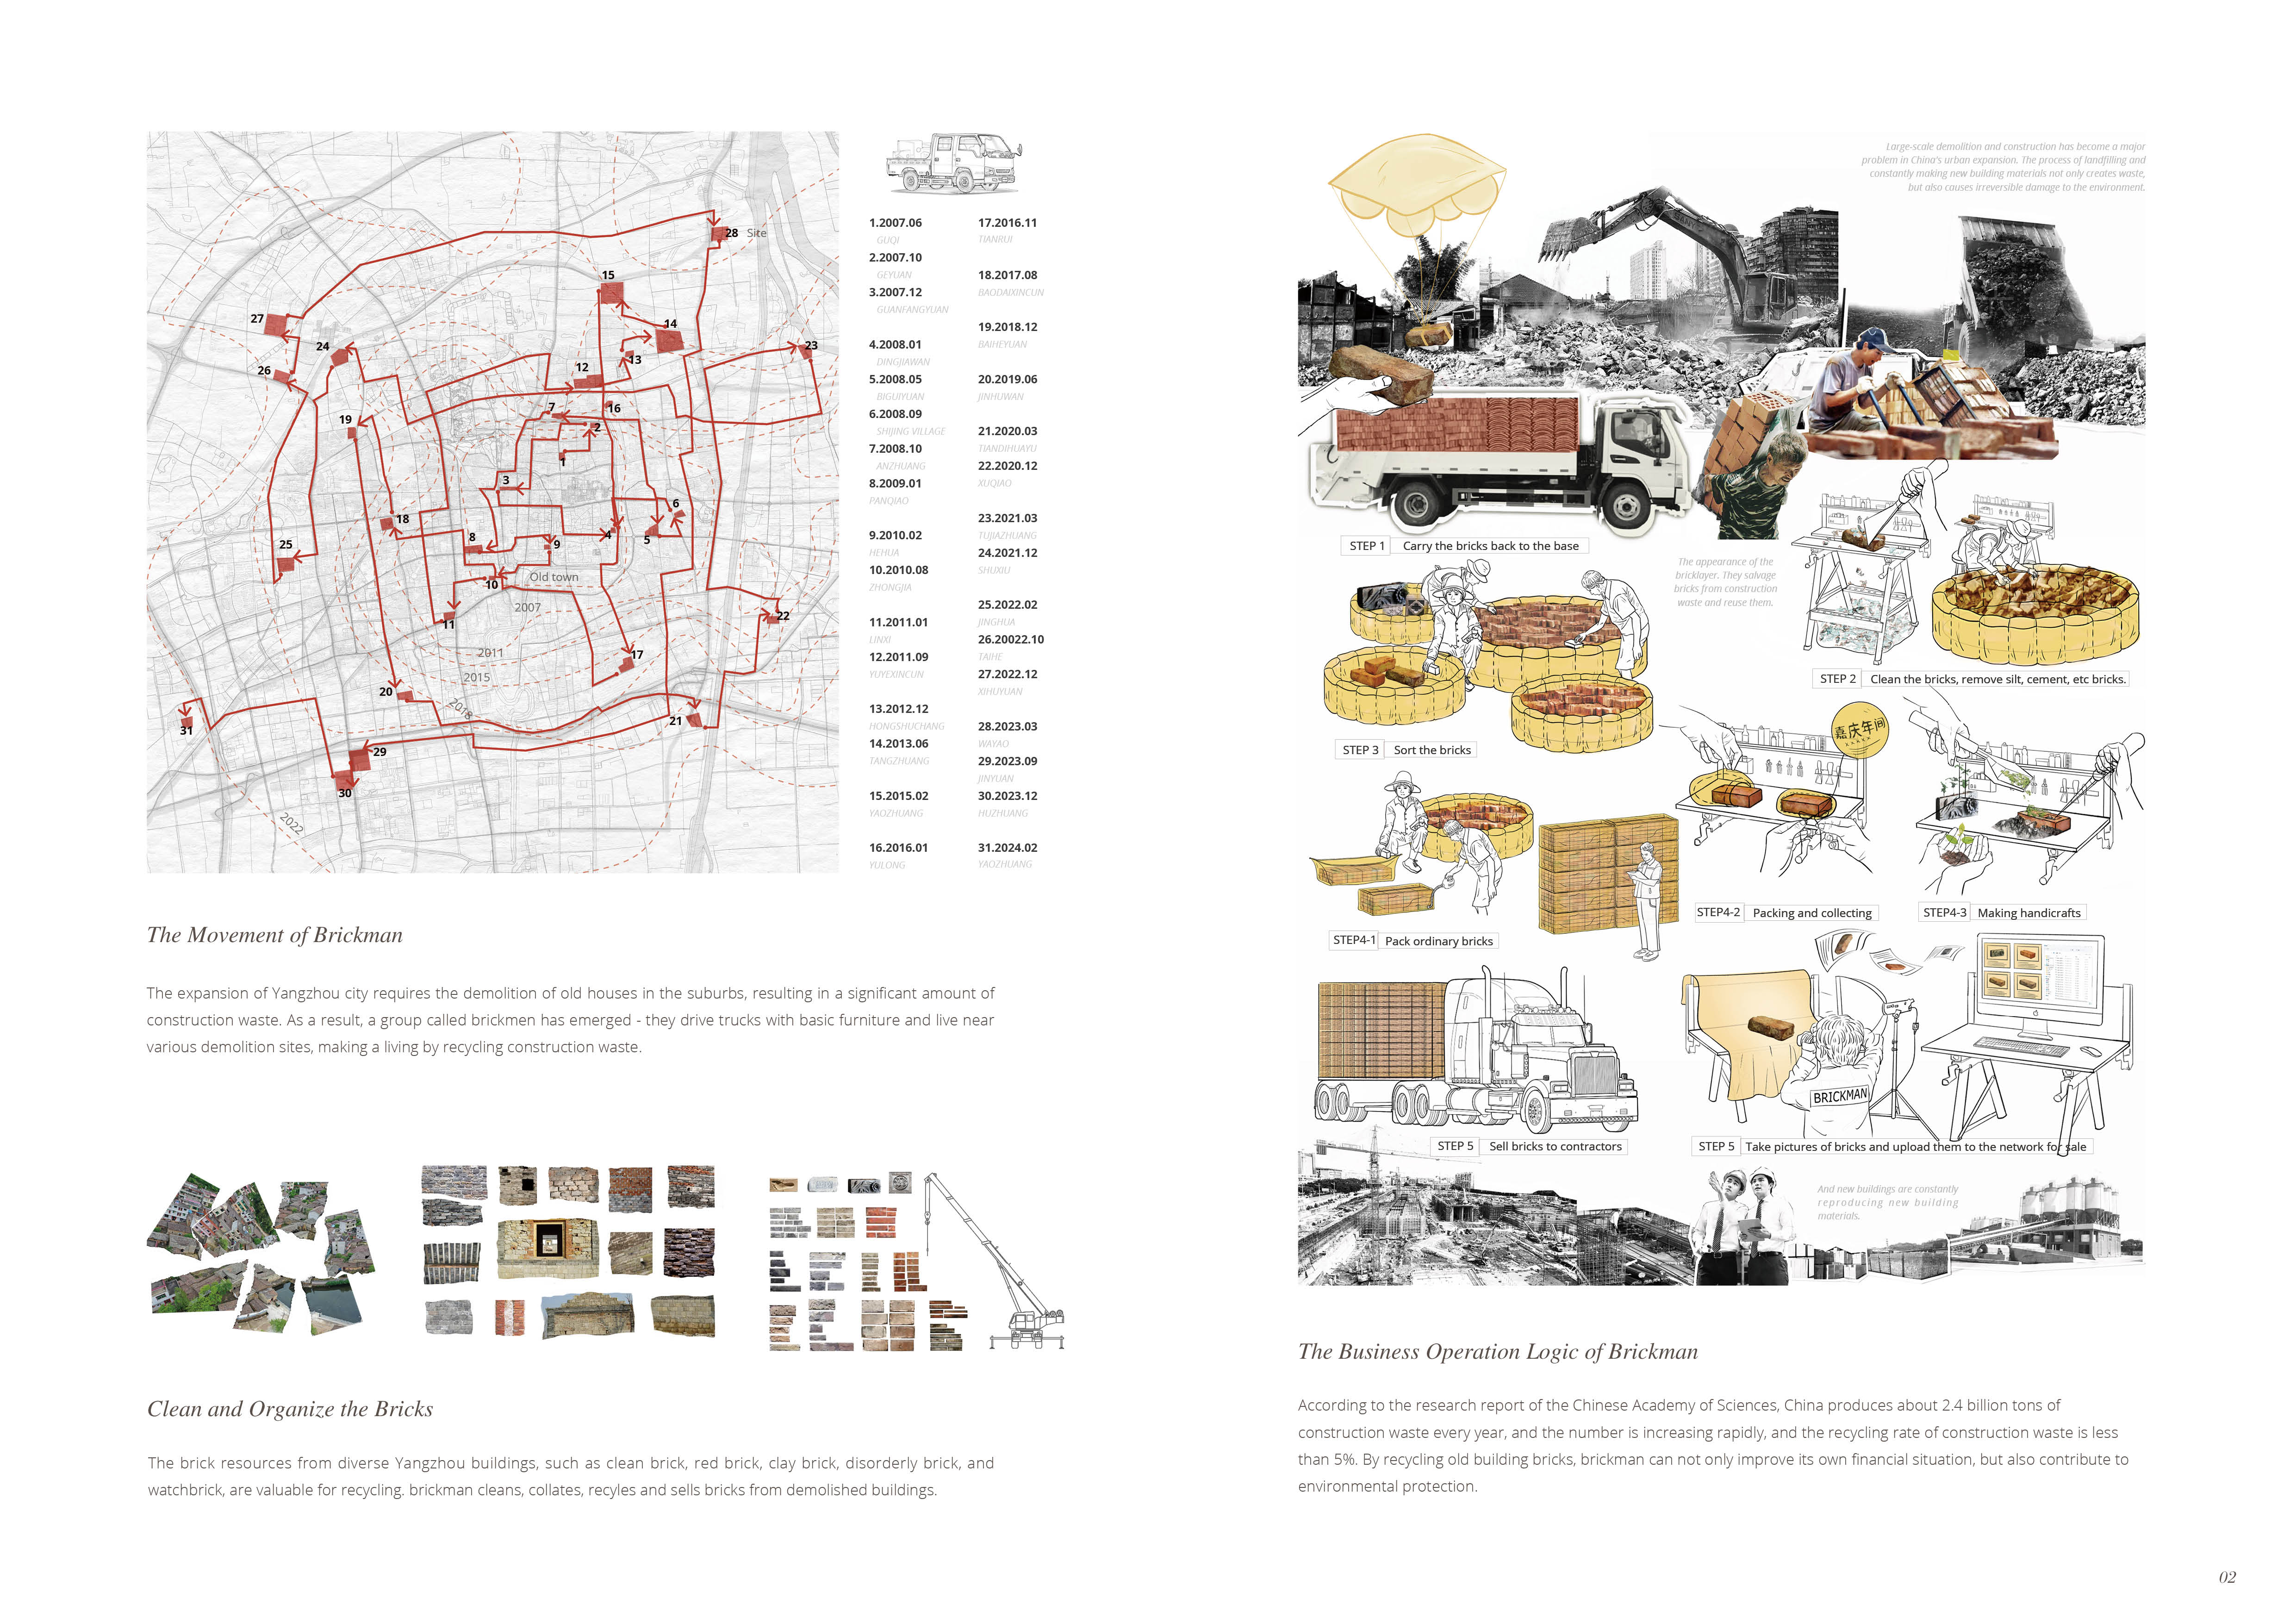 28 Site
15
27
14
24
23
13
12
26
7
16
19
2
1
3
6
18
8
9
4
5
25
Old town
10
2007
22
11
2011
17
2015
20
2018
21
31
29
30
2022
1.2007.06
GUQI
2.2007.10
GEYUAN
3.2007.12
GUANFANGYUAN
4.2008.01
DINGJIAWAN
5.2008.05
BIGUIYUAN
6.2008.09
SHIJING VILLAGE
7.2008.10
ANZHUANG
8.2009.01
PANQIAO
9.2010.02
HEHUA
10.2010.08
ZHONGJIA
11.2011.01
LINXI
12.2011.09
YUYEXINCUN
13.2012.12
HONGSHUCHANG
14.2013.06
TANGZHUANG
15.2015.02
YAOZHUANG
16.2016.01
YULONG
17.2016.11
TIANRUI
18.2017.08
BAODAIXINCUN
19.2018.12
BAIHEYUAN
20.2019.06
JINHUWAN
21.2020.03
TIANDIHUAYU
22.2020.12
XUQIAO
23.2021.03
TUJIAZHUANG
24.2021.12
SHUXIU
25.2022.02
JINGHUA
26.20022.10
TAIHE
27.2022.12
XIHUYUAN
28.2023.03
WAYAO
29.2023.09
JINYUAN
30.2023.12
HUZHUANG
31.2024.02
YAOZHUANG
The Movement of Brickman
The expansion of Yangzhou city requires the demolition of old houses in the suburbs, resulting in a significant amount of
construction waste. As a result, a group called brickmen has emerged - they drive trucks with basic furniture and live near
various demolition sites, making a living by recycling construction waste.
Clean and Organize the Bricks
The brick resources from diverse Yangzhou buildings, such as clean brick, red brick, clay brick, disorderly brick, and
watchbrick, are valuable for recycling. brickman cleans, collates, recyles and sells bricks from demolished buildings.
Large-scale demolition and construction has become a major
problem in China's urban expansion. The process of landfilling and
constantly making new building materials not only creates waste,
but also causes irreversible damage to the environment.
STEP 1 Carry the bricks back to the base
The appearance of the
bricklayer. They salvage
bricks from construction
waste and reuse them.
STEP 2 Clean the bricks, remove silt, cement, etc bricks.
STEP 3 Sort the bricks
嘉庆年间
STEP4-1 Pack ordinary bricks
STEP4-2 Packing and collecting
STEP4-3 Making handicrafts
BRICKMAN
STEP 5 Sell bricks to contractors
STEP 5 Take pictures of bricks and upload them to the network for sale
And new buildings are constantly
reproducing new building
materials.
The Business Operation Logic of Brickman
According to the research report of the Chinese Academy of Sciences, China produces about 2.4 billion tons of
construction waste every year, and the number is increasing rapidly, and the recycling rate of construction waste is less
than 5%. By recycling old building bricks, brickman can not only improve its own financial situation, but also contribute to
environmental protection.
02